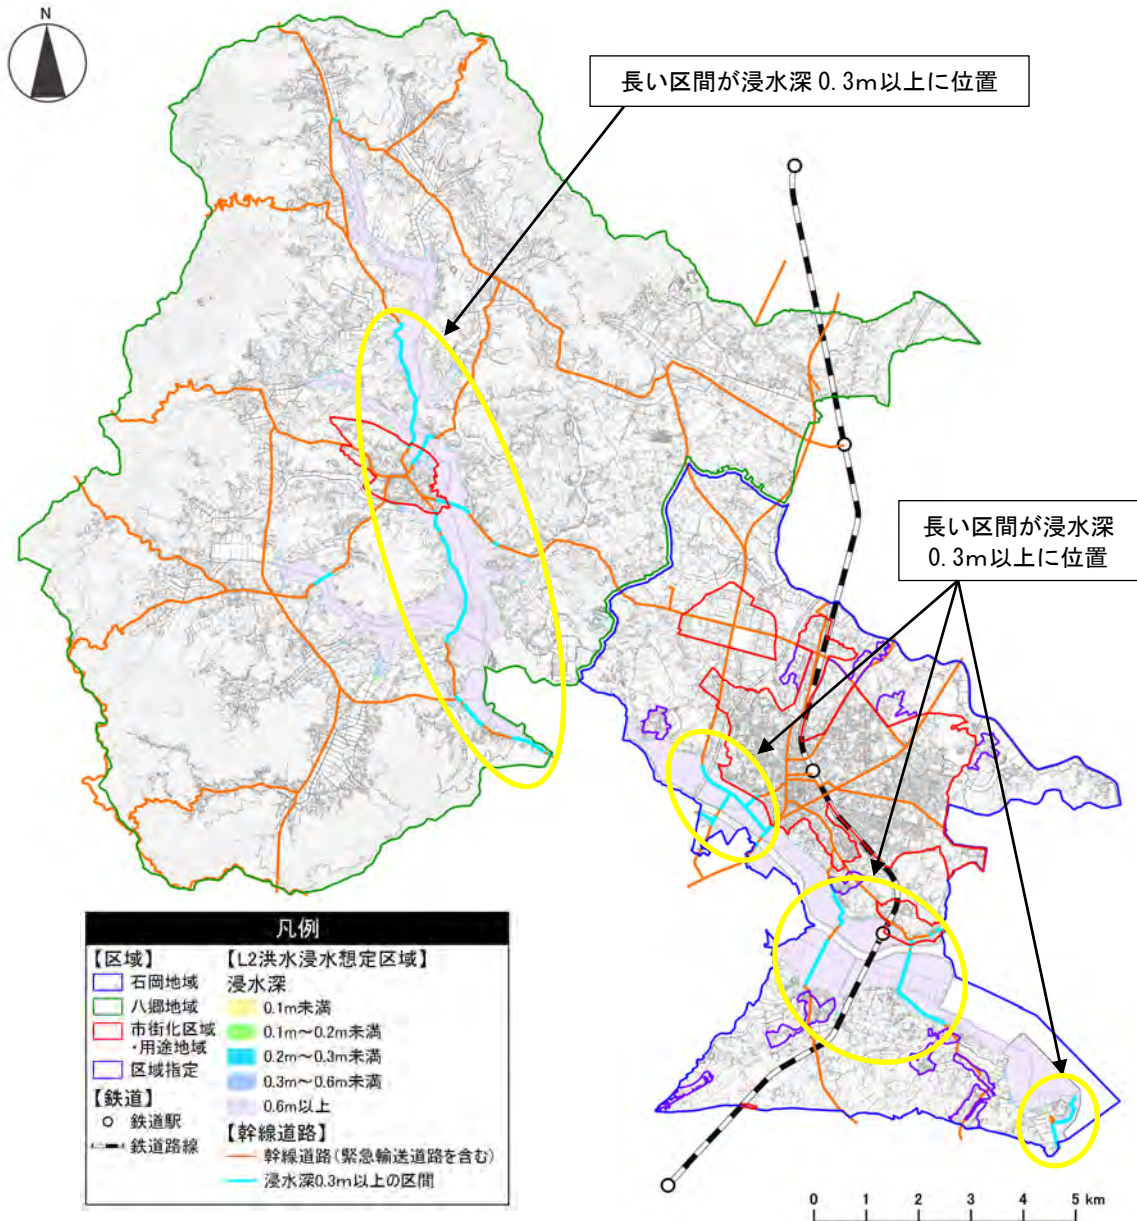 N
長い区間が浸水深 0.3m以上に位置
長い区間が浸水深
0.3m以上に位置
凡例
【区域】
石岡地域
八郷地域
市街化区域
・用途地域
区域指定
【鉄道】
鉄道駅
鉄道路線
【L2洪水浸水想定区域】
浸水深
0.1m未満
0.1m～0.2m未満
0.2m～0.3m未満
0.3m～0.6m未満
0.6m以上
【幹線道路】
幹線道路(緊急輸送道路を含む)
浸水深0.3m以上の区間
0 1 2 3 4 5 km